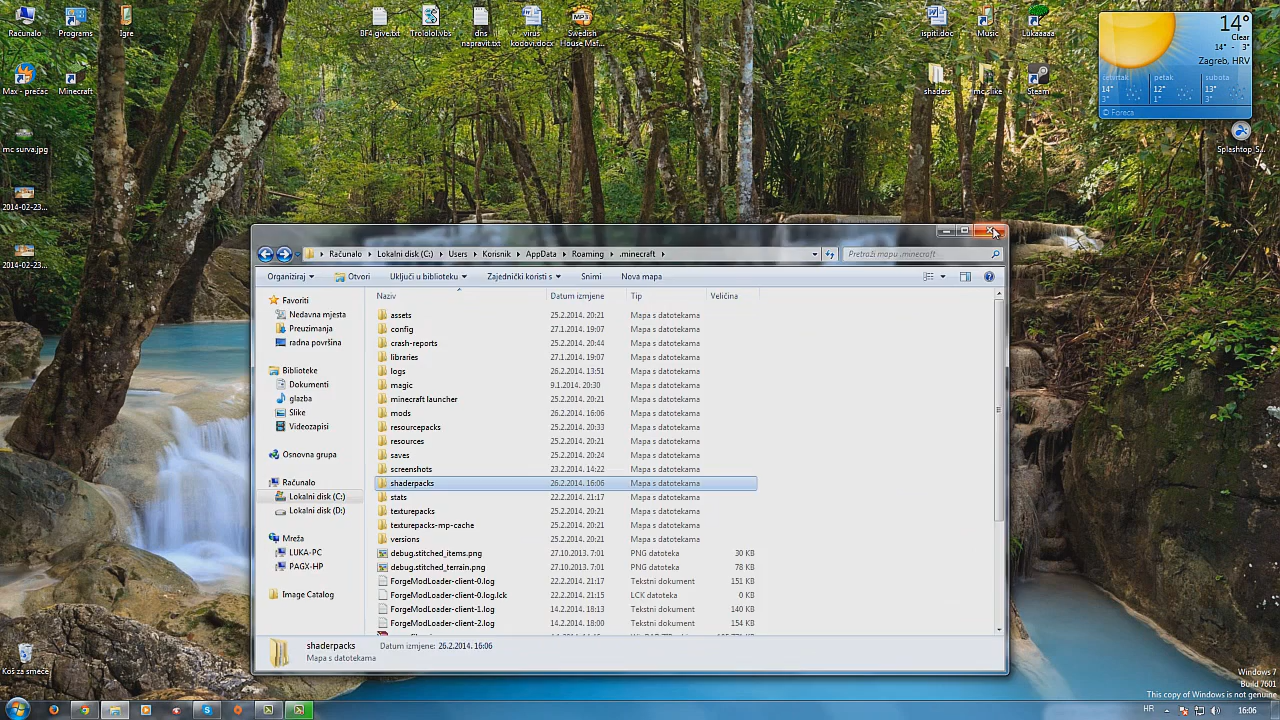 Računalo
Programs
Igre
BF4 give.txt
Trololol.vbs
dns
napravit.txt
virus
kodovi.docx
Swedish
House Maf...
ispiti.doc
Music
Lukaaaaa
Max - prečac
Minecraft
shaders
mc slike
Steam
mc surva.jpg
2014-02-23...
2014-02-23...
14°
Clear
14° - 3°
Zagreb, HRV
četvrtak petak subota
14° 12° 13°
3° 1° 3°
© Foreca
Splashtop S...
Računalo Lokalni disk (C:) Users Korisnik AppData Roaming .minecraft
Pretraži mapu .minecraft
Organiziraj Otvori Uključi u biblioteku Zajednički koristi s Snimi Nova mapa
Favoriti
Nedavna mjesta
Preuzimanja
radna površina
Biblioteke
Dokumenti
glazba
Slike
Videozapisi
Osnovna grupa
Računalo
Lokalni disk (C:)
Lokalni disk (D:)
Mreža
LUKA-PC
PAGX-HP
Image Catalog
Naziv Datum izmjene Tip Veličina
assets 25.2.2014. 20:21 Mapa s datotekama
config 27.1.2014. 19:07 Mapa s datotekama
crash-reports 25.2.2014. 20:44 Mapa s datotekama
libraries 27.1.2014. 19:07 Mapa s datotekama
logs 26.2.2014. 13:51 Mapa s datotekama
magic 9.1.2014. 20:30 Mapa s datotekama
minecraft launcher 25.2.2014. 20:21 Mapa s datotekama
mods 26.2.2014. 16:06 Mapa s datotekama
resourcepacks 25.2.2014. 20:33 Mapa s datotekama
resources 25.2.2014. 20:21 Mapa s datotekama
saves 25.2.2014. 20:24 Mapa s datotekama
screenshots 23.2.2014. 14:22 Mapa s datotekama
shaderpacks 26.2.2014. 16:06 Mapa s datotekama
stats 22.2.2014. 21:17 Mapa s datotekama
texturepacks 25.2.2014. 20:21 Mapa s datotekama
texturepacks-mp-cache 25.2.2014. 20:21 Mapa s datotekama
versions 25.2.2014. 20:21 Mapa s datotekama
debug.stitched_items.png 27.10.2013. 7:01 PNG datoteka 30 KB
debug.stitched_terrain.png 27.10.2013. 7:01 PNG datoteka 78 KB
ForgeModLoader-client-0.log 22.2.2014. 21:17 Tekstni dokument 151 KB
ForgeModLoader-client-0.log.lck 22.2.2014. 21:15 LCK datoteka 0 KB
ForgeModLoader-client-1.log 14.2.2014. 18:13 Tekstni dokument 140 KB
ForgeModLoader-client-2.log 14.2.2014. 18:00 Tekstni dokument 154 KB
shaderpacks Datum izmjene: 26.2.2014. 16:06
Mapa s datotekama
Koš za smeće
Windows 7
Build 7601
This copy of Windows is not genuine
HR
16:06